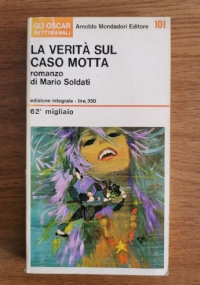 GLI OSCAR
SETTIMANALI
Arnoldo Mondadori Editore
101
LA VERITÀ SUL
CASO MOTTA
romanzo
di Mario Soldati
edizione integrale - lire 350
62° migliaio